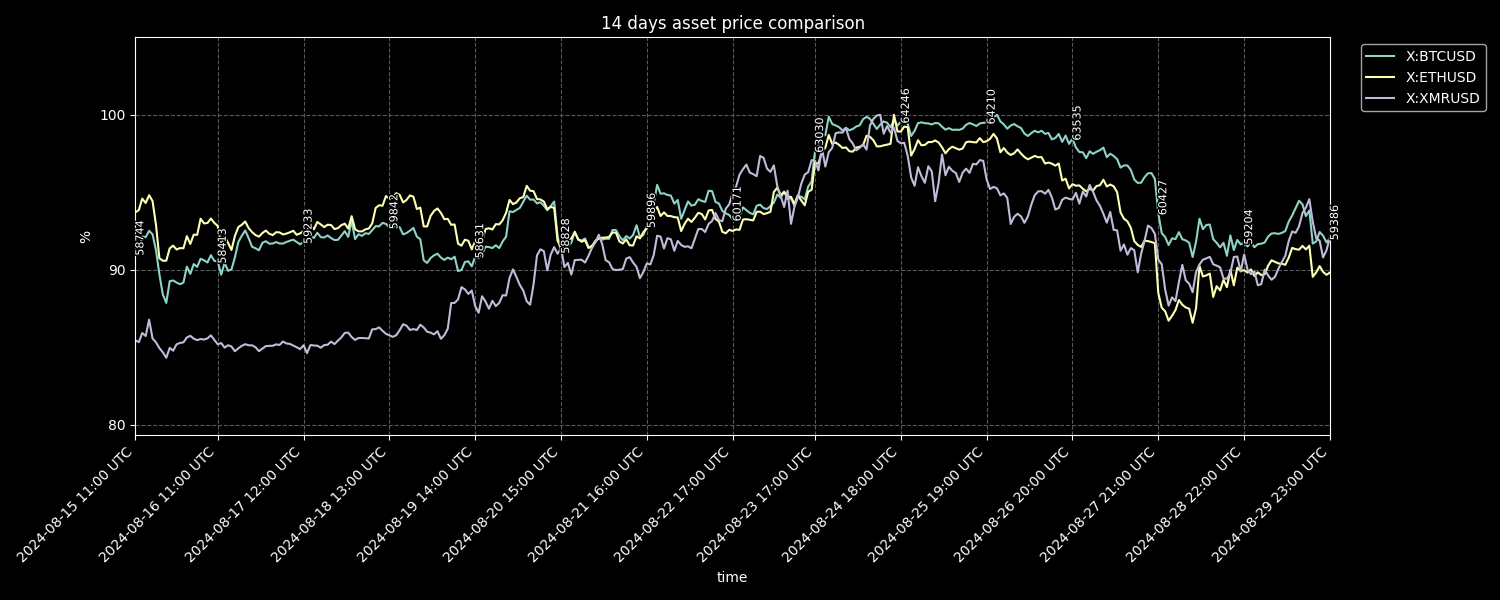 14 days asset price comparison
X:BTCUSD
X:ETHUSD
X:XMRUSD
%
100
90
80
58744
58413
59233
59842
58631
58828
59896
60171
63030
64246
64210
63535
60427
59204
59386
2024-08-15 11:00 UTC
2024-08-16 11:00 UTC
2024-08-17 12:00 UTC
2024-08-18 13:00 UTC
2024-08-19 14:00 UTC
2024-08-20 15:00 UTC
2024-08-21 16:00 UTC
2024-08-22 17:00 UTC
2024-08-23 17:00 UTC
2024-08-24 18:00 UTC
2024-08-25 19:00 UTC
2024-08-26 20:00 UTC
2024-08-27 21:00 UTC
2024-08-28 22:00 UTC
2024-08-29 23:00 UTC
time